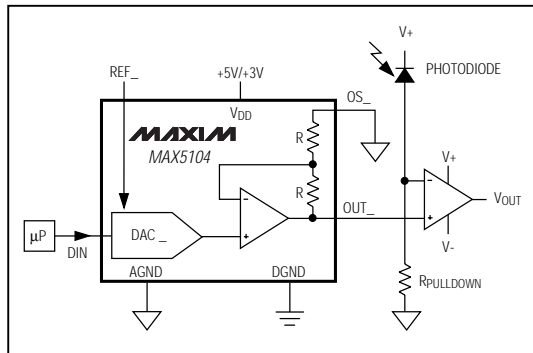 V+
REF_
+5V/+3V
PHOTODIODE
OS_
VDD
MAXIM
MAX5104
R
R
V+
-
-
VOUT
µP
DAC _
OUT_
+
+
DIN
V-
AGND
DGND
RPULLDOWN